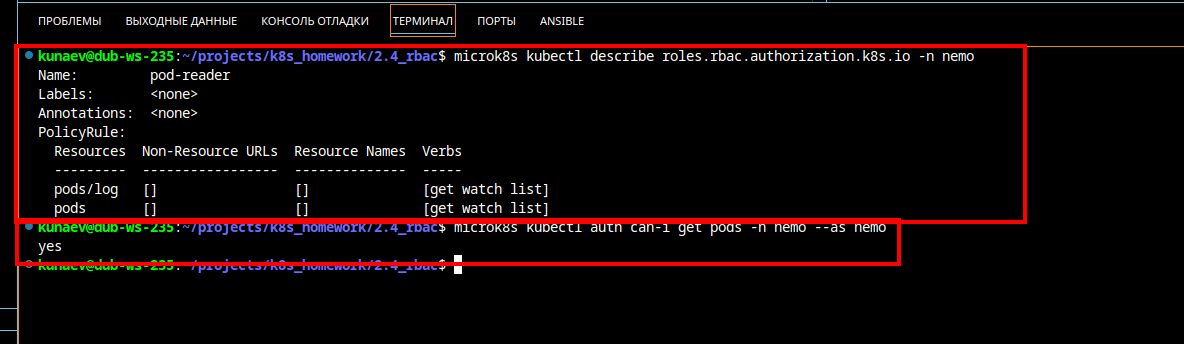 ПРОБЛЕМЫ ВЫХОДНЫЕ ДАННЫЕ КОНСОЛЬ ОТЛАДКИ ТЕРМИНАЛ ПОРТЫ ANSIBLE
kunaev@dub-ws-235:~/projects/k8s_homework/2.4_rbac$ microk8s kubectl describe roles.rbac.authorization.k8s.io -n nemo
Name:         pod-reader
Labels:       <none>
Annotations:  <none>
PolicyRule:
  Resources  Non-Resource URLs  Resource Names  Verbs
  ---------  -----------------  --------------  -----
  pods/log   []                 []              [get watch list]
  pods       []                 []              [get watch list]
kunaev@dub-ws-235:~/projects/k8s_homework/2.4_rbac$ microk8s kubectl auth can-i get pods -n nemo --as nemo
yes
kunaev@dub-ws-235:~/projects/k8s_homework/2.4_rbac$